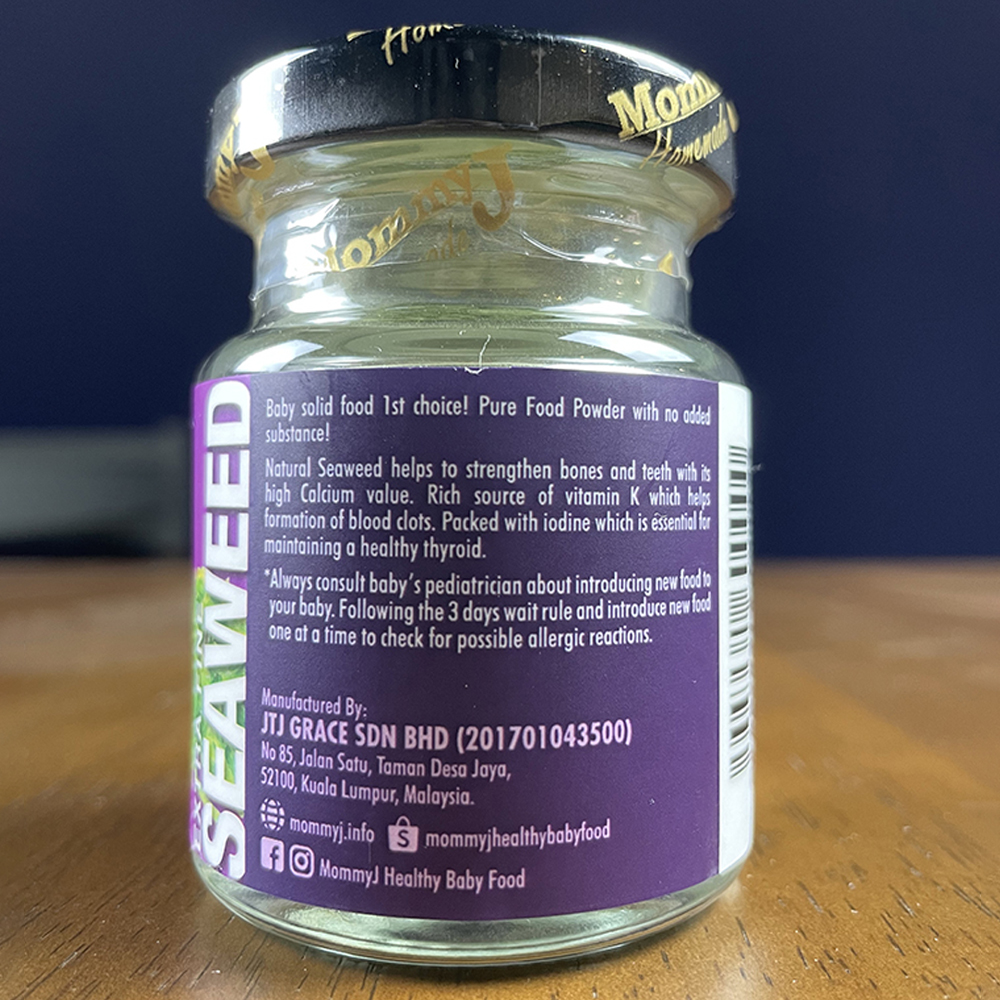 Home
MommyJ
Homemade
MommyJ
SEAWEED
Baby solid food 1st choice! Pure Food Powder with no added
substance!
Natural Seaweed helps to strengthen bones and teeth with its
high Calcium value. Rich source of vitamin K which helps
formation of blood clots. Packed with iodine which is essential for
maintaining a healthy thyroid.
*Always consult baby's pediatrician about introducing new food to
your baby. Following the 3 days wait rule and introduce new food
one at a time to check for possible allergic reactions.
Manufactured By:
JTJ GRACE SDN BHD (201701043500)
No 85, Jalan Satu, Taman Desa Jaya,
52100, Kuala Lumpur, Malaysia.
mommyj.info mommyjhealthybabyfood
MommyJ Healthy Baby Food